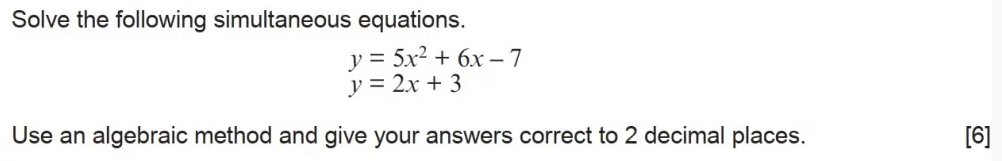 Solve the following simultaneous equations.
y = 5x² + 6x – 7
y = 2x + 3
Use an algebraic method and give your answers correct to 2 decimal places. [6]